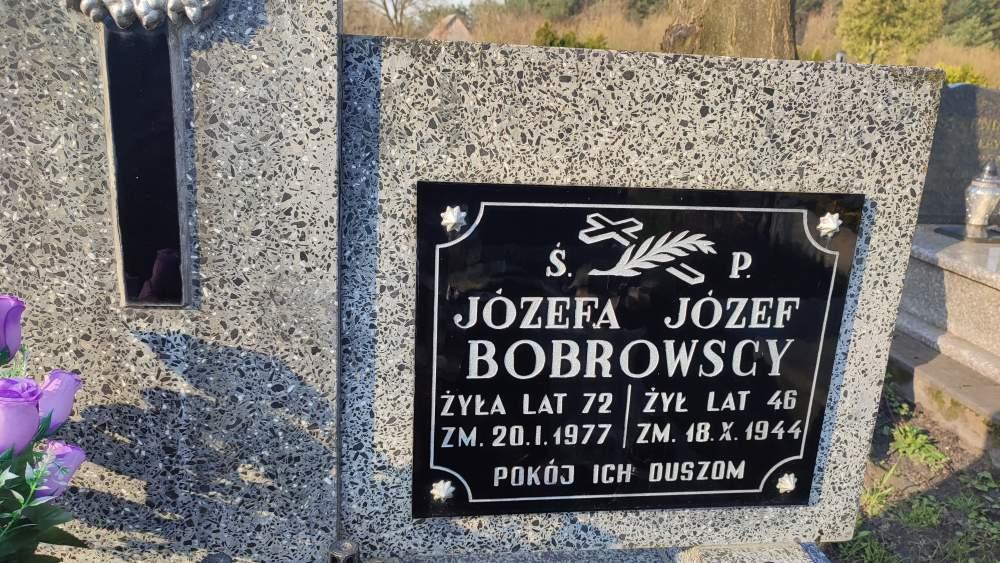 Ś. P.
JÓZEFA JÓZEF
BOBROWSCY
ŻYŁA LAT 72 ŻYŁ LAT 46
ZM. 20.I.1977 ZM. 18.X.1944
POKÓJ ICH DUSZOM